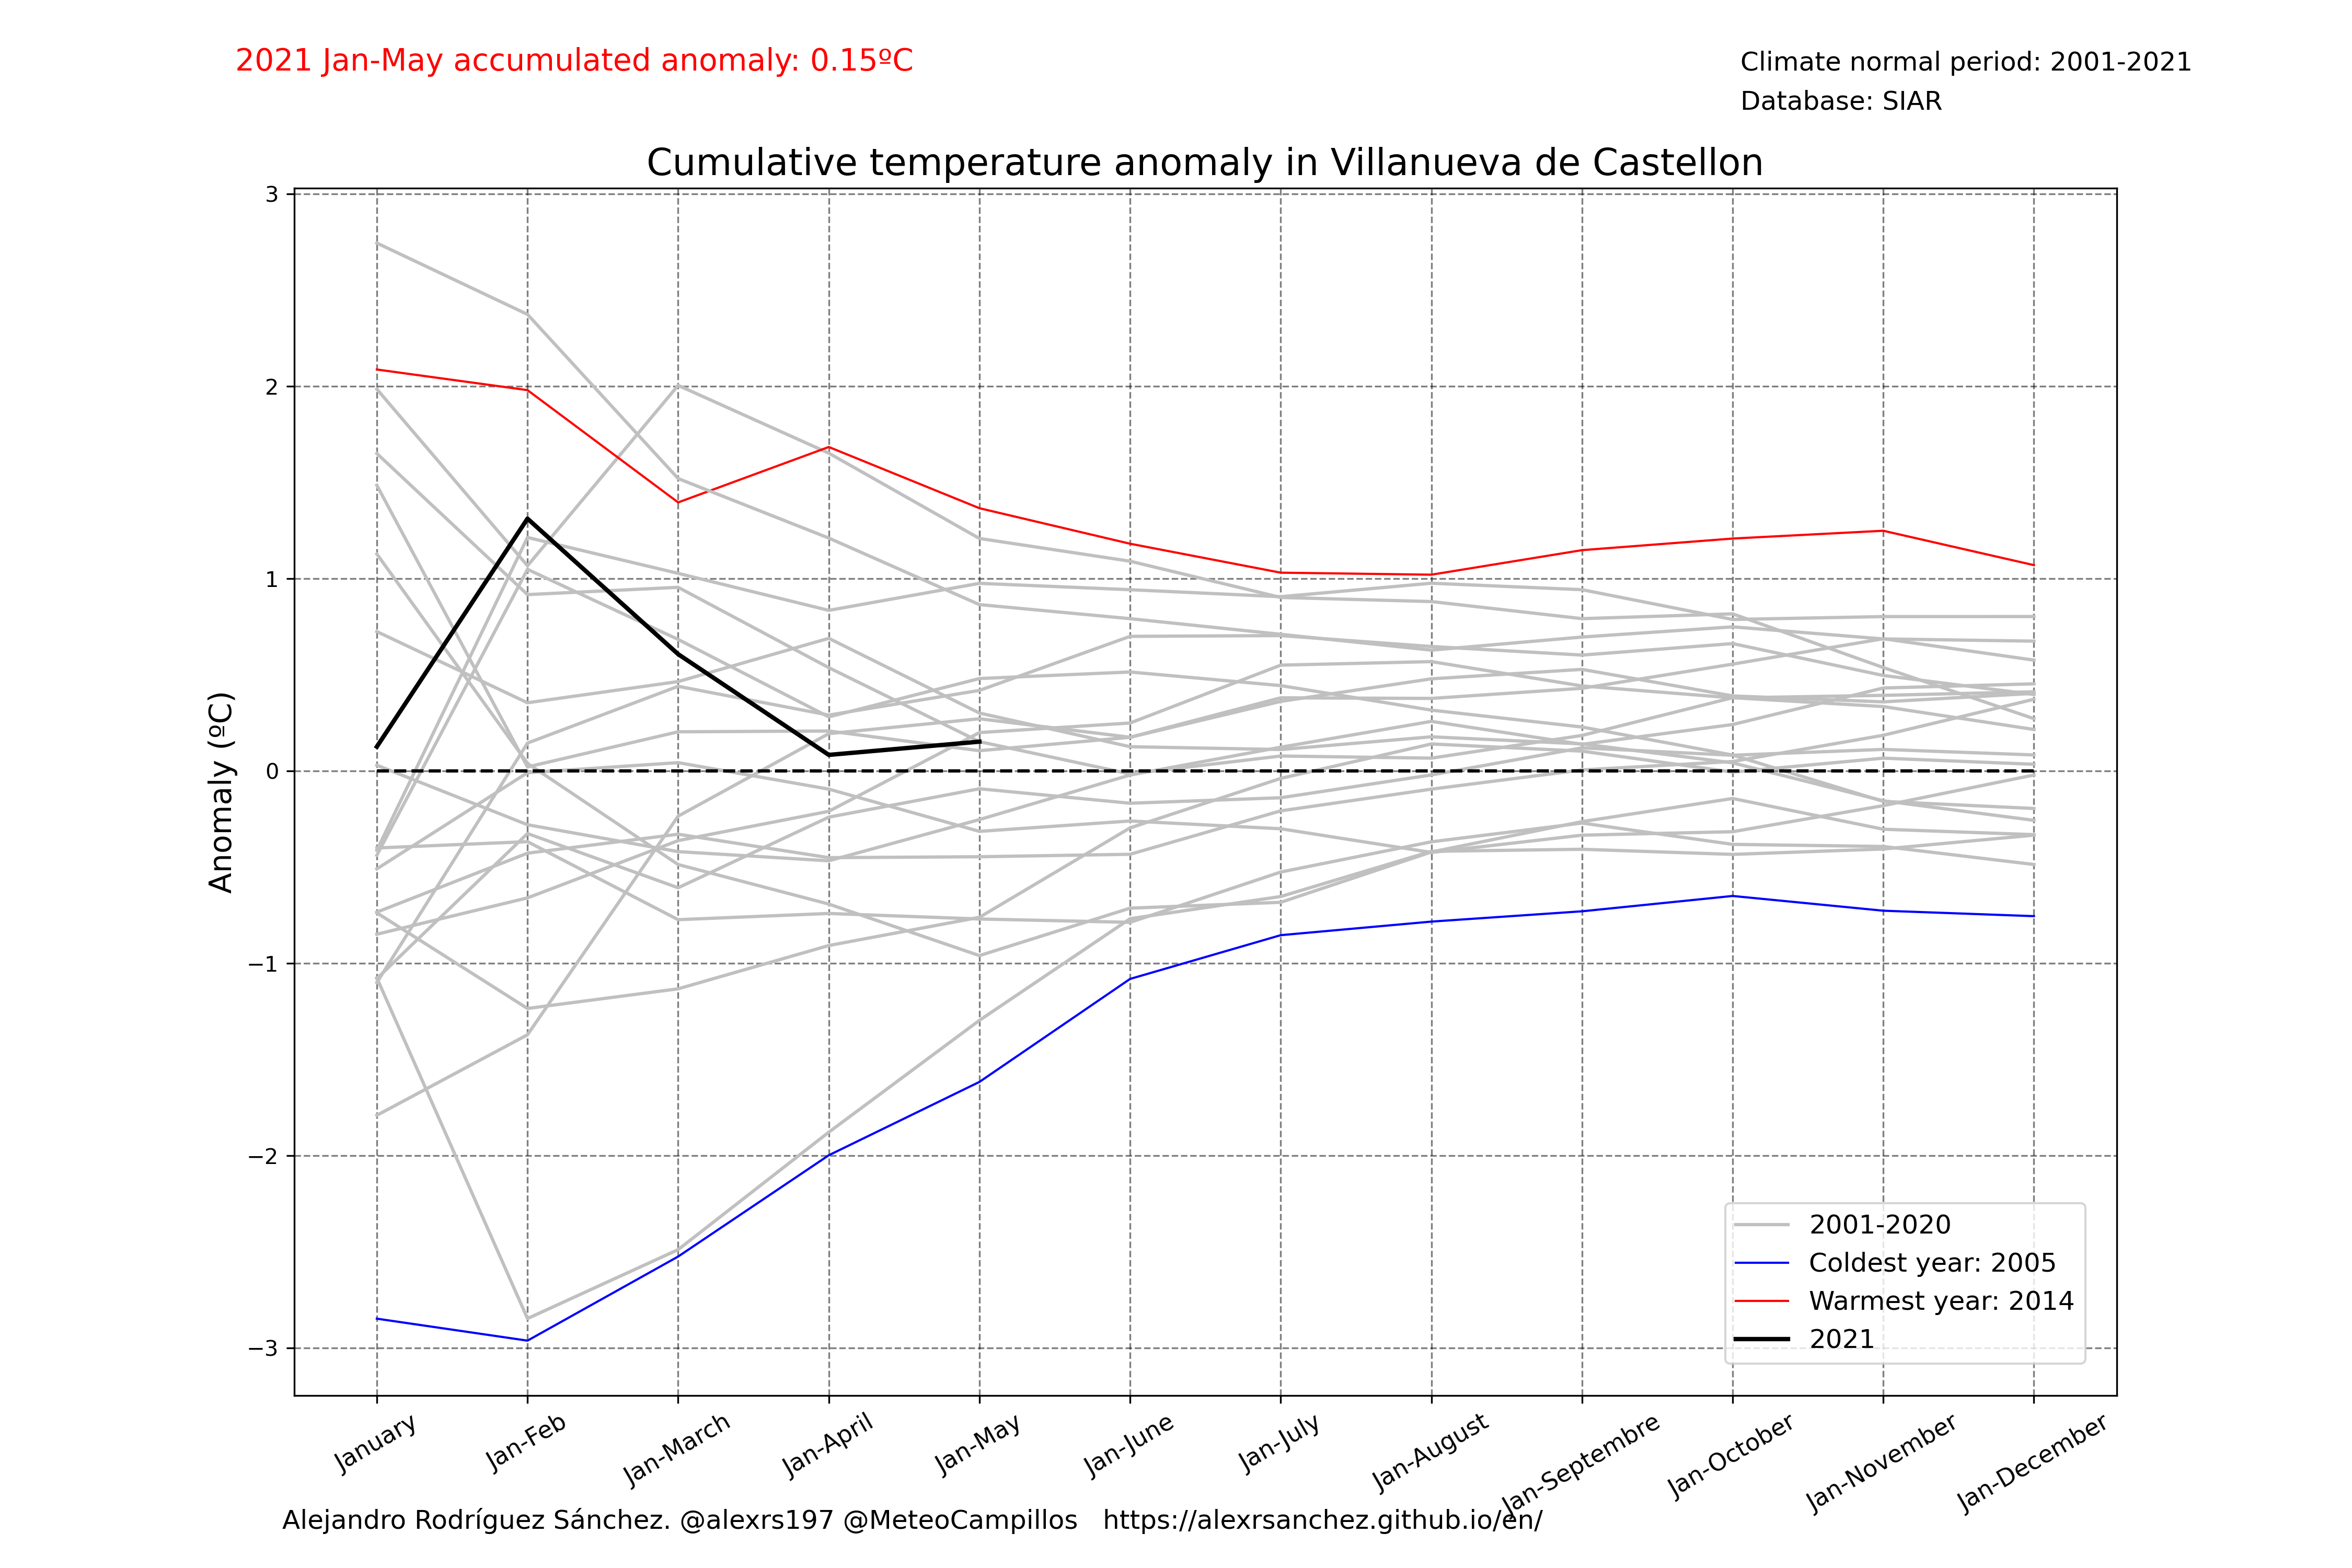 2021 Jan-May accumulated anomaly: 0.15ºC
Climate normal period: 2001-2021
Database: SIAR
Cumulative temperature anomaly in Villanueva de Castellon
3
2
1
0
−1
−2
−3
Anomaly (ºC)
2001-2020
Coldest year: 2005
Warmest year: 2014
2021
January
Jan-Feb
Jan-March
Jan-April
Jan-May
Jan-June
Jan-July
Jan-August
Jan-Septembre
Jan-October
Jan-November
Jan-December
Alejandro Rodríguez Sánchez. @alexrs197 @MeteoCampillos   https://alexrsanchez.github.io/en/